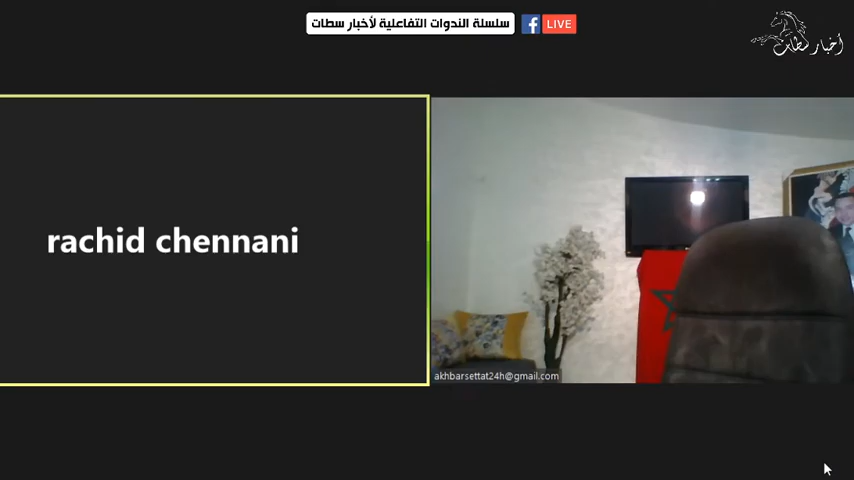 سلسلة الندوات التفاعلية لأخبار سطات
LIVE
أخبار سطات
rachid chennani
akhbarsettat24h@gmail.com